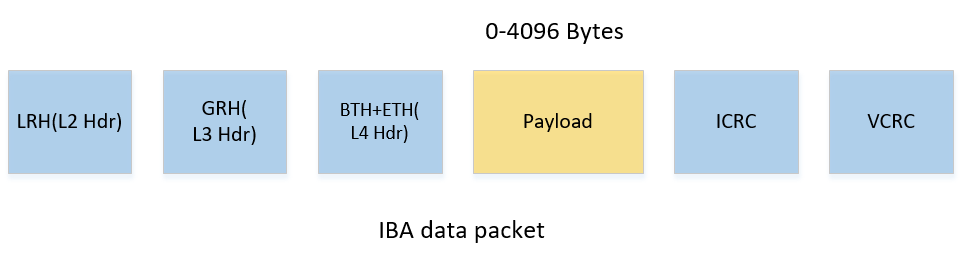 0-4096 Bytes
LRH(L2 Hdr)
GRH(
L3 Hdr)
BTH+ETH(
L4 Hdr)
Payload
ICRC
VCRC
IBA data packet